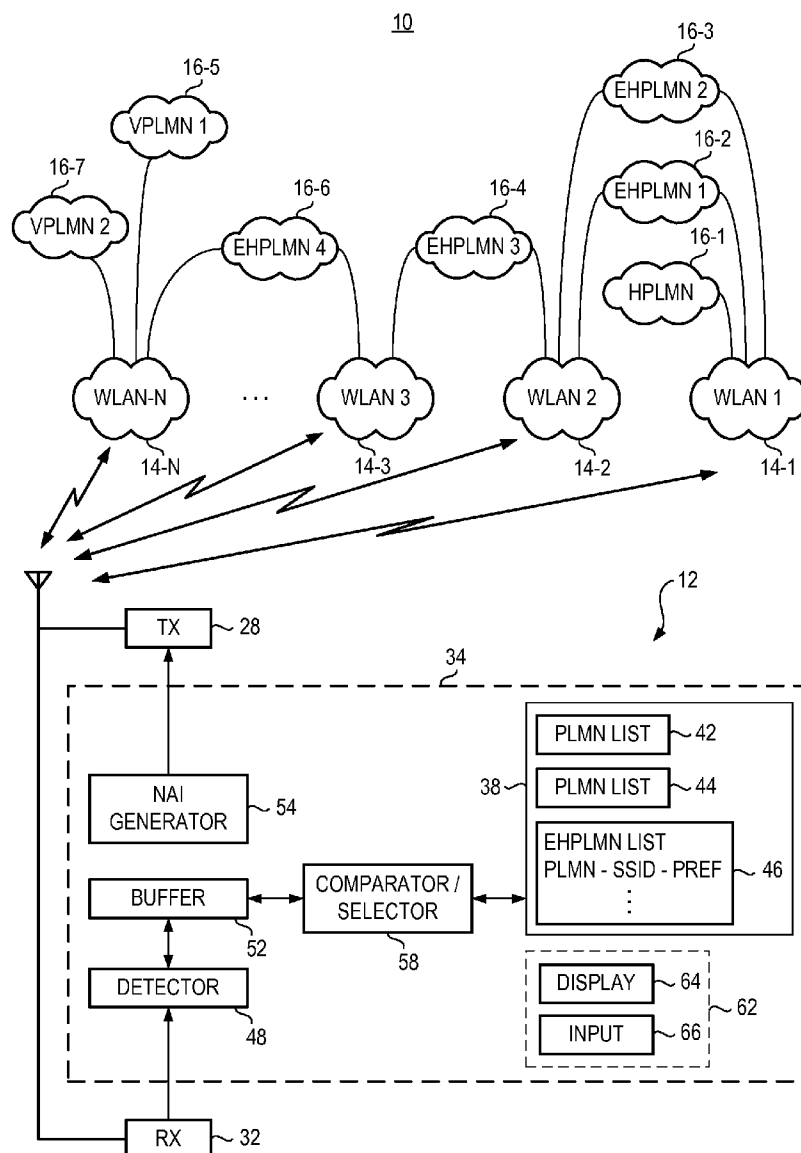 10
16-3
EHPLMN 2
16-5
VPLMN 1
16-2
EHPLMN 1
16-7
VPLMN 2
16-6
EHPLMN 4
16-4
EHPLMN 3
16-1
HPLMN
WLAN-N
...
WLAN 3
WLAN 2
WLAN 1
14-N
14-3
14-2
14-1
12
TX
28
34
PLMN LIST
42
38
PLMN LIST
44
NAI
GENERATOR
54
EHPLMN LIST
PLMN - SSID - PREF
⋮
46
BUFFER
52
COMPARATOR /
SELECTOR
58
DETECTOR
48
DISPLAY
64
62
INPUT
66
RX
32